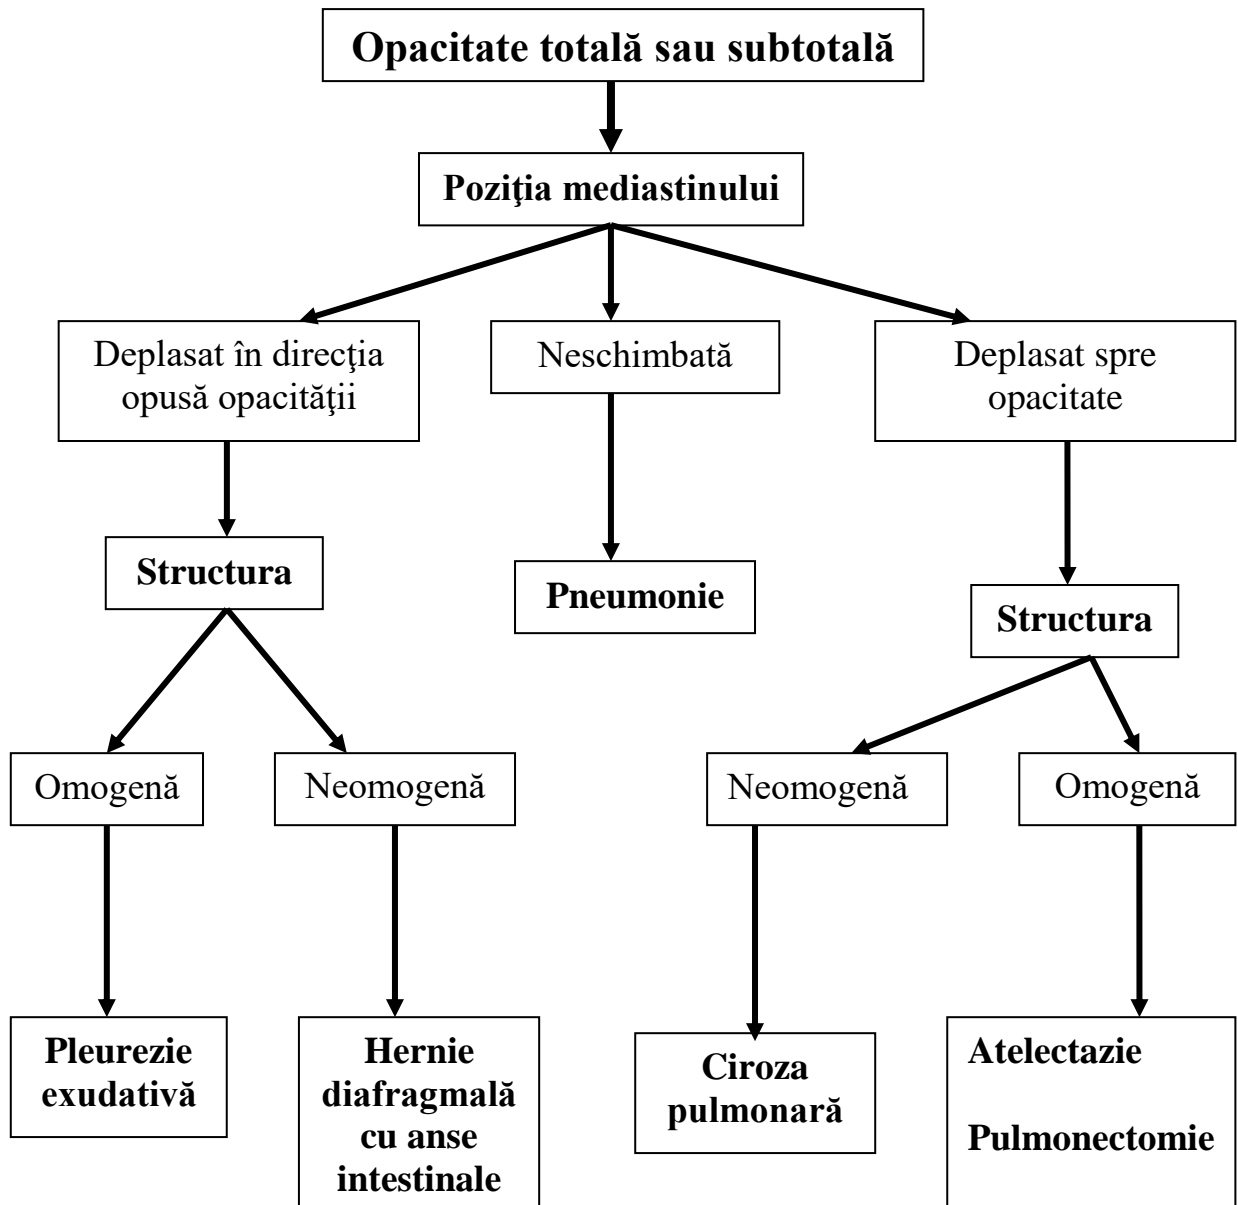 Opacitate totală sau subtotală
Poziţia mediastinului
Deplasat în direcţia
opusă opacităţii
Neschimbată
Deplasat spre
opacitate
Structura
Pneumonie
Structura
Omogenă
Neomogenă
Neomogenă
Omogenă
Pleurezie
exudativă
Hernie
diafragmală
cu anse
intestinale
Ciroza
pulmonară
Atelectazie
Pulmonectomie